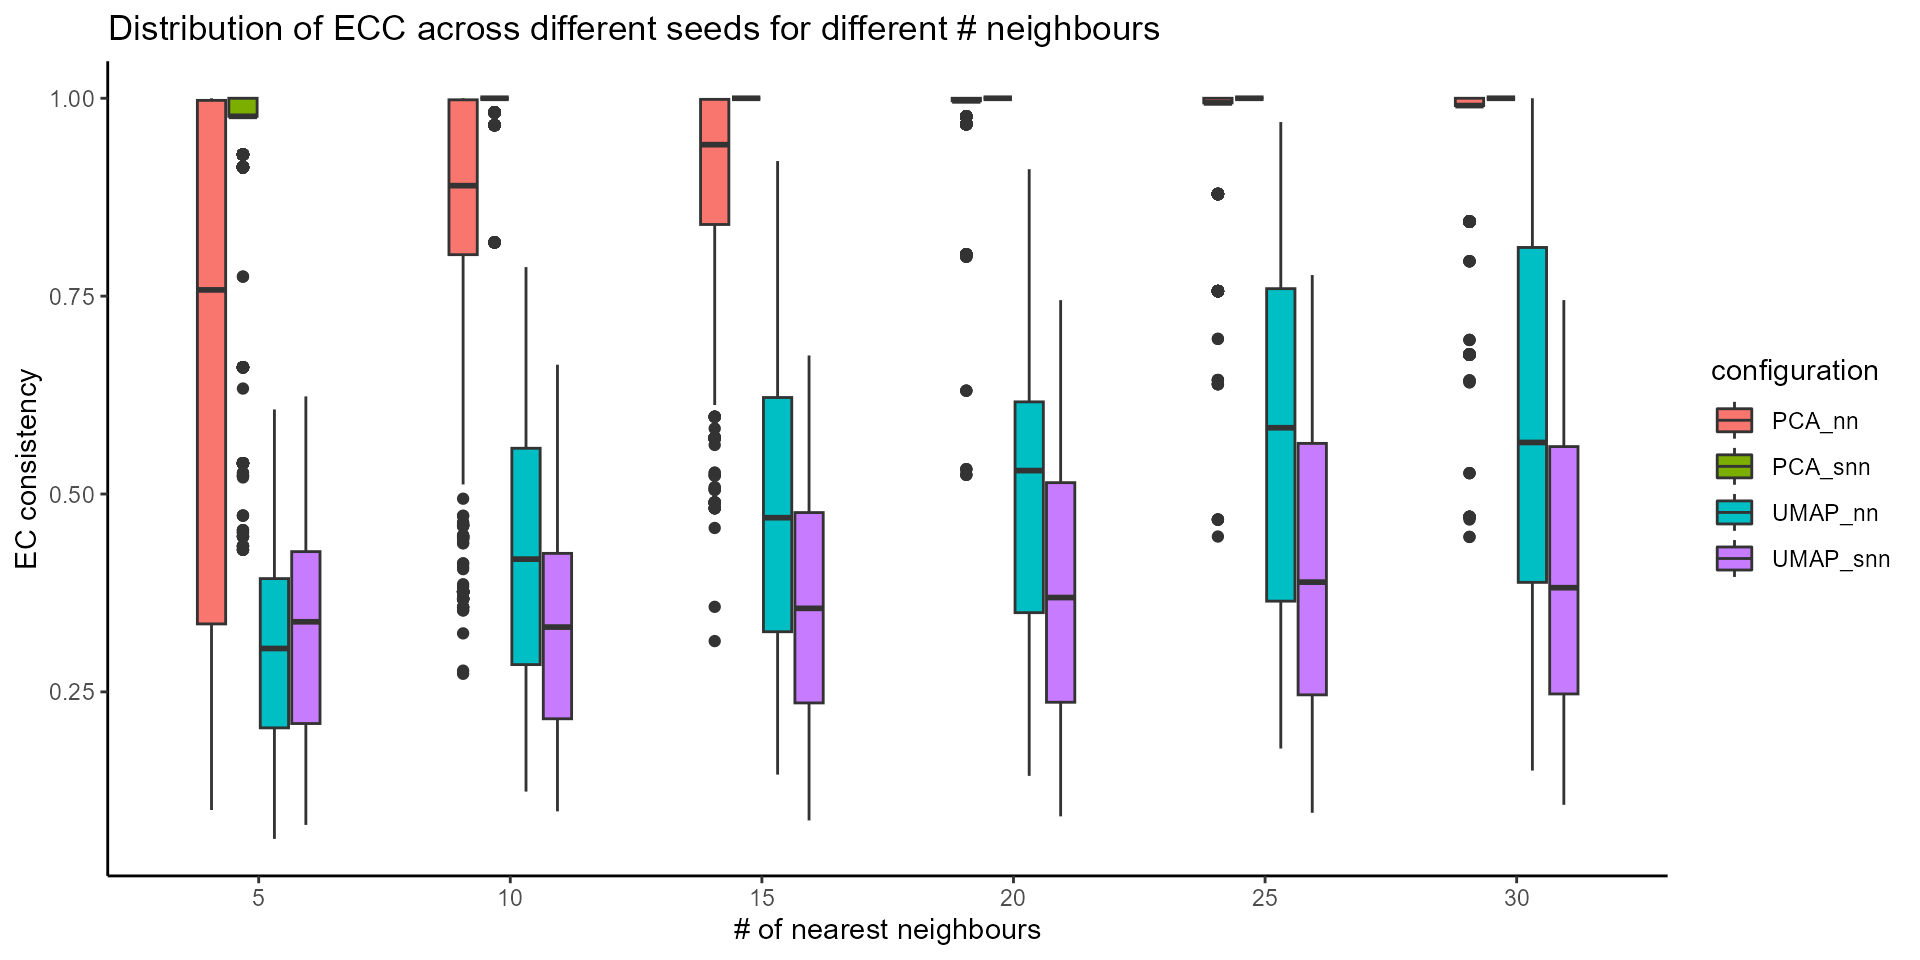 Distribution of ECC across different seeds for different # neighbours
1.00
0.75
0.50
0.25
EC consistency
5 10 15 20 25 30
# of nearest neighbours
configuration
PCA_nn
PCA_snn
UMAP_nn
UMAP_snn